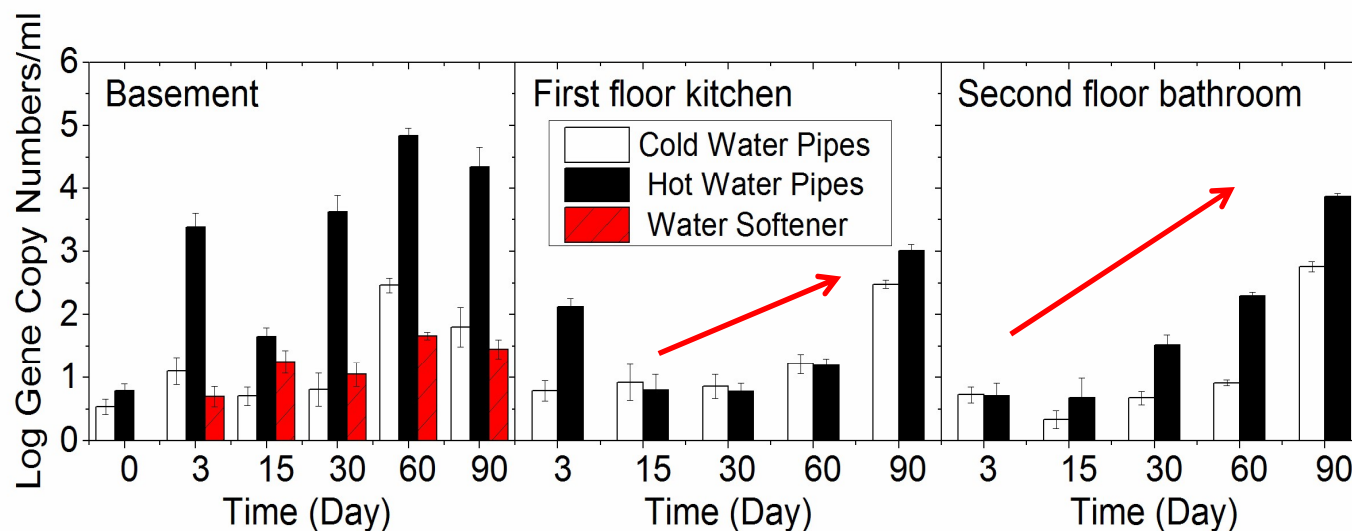 Log Gene Copy Numbers/ml
6
5
4
3
2
1
0
Basement
First floor kitchen
Second floor bathroom
Cold Water Pipes
Hot Water Pipes
Water Softener
0 3 15 30 60 90
3 15 30 60 90
3 15 30 60 90
Time (Day)
Time (Day)
Time (Day)